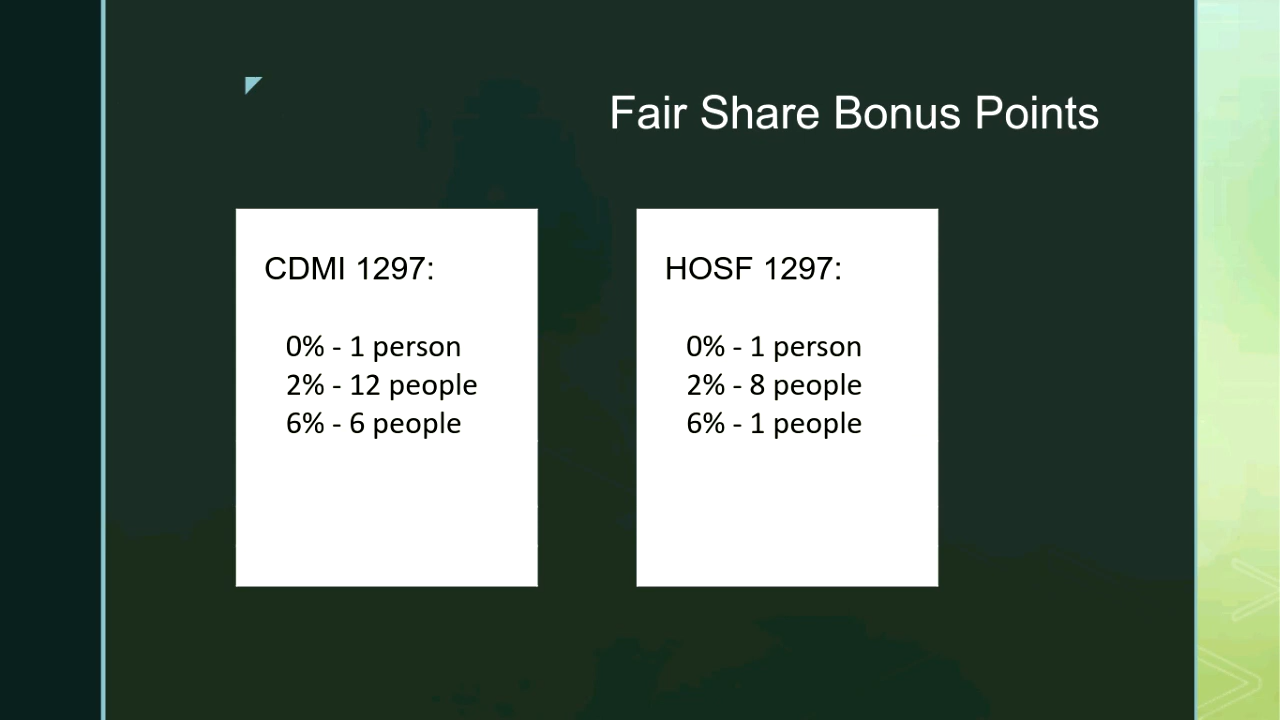 Fair Share Bonus Points
CDMI 1297:
0% - 1 person
2% - 12 people
6% - 6 people
HOSF 1297:
0% - 1 person
2% - 8 people
6% - 1 people